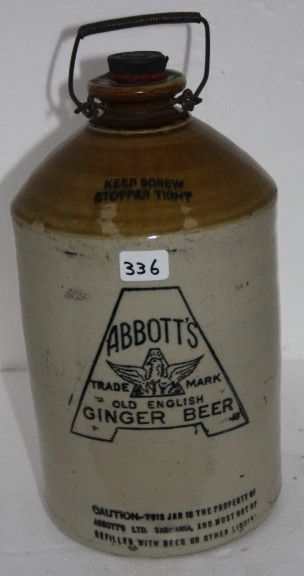 KEEP SCREW
STOPPER TIGHT
336
ABBOTT'S
TRADE MARK
OLD ENGLISH
GINGER BEER
CAUTION-THIS JAR IS THE PROPERTY OF
ABBOTT'S LTD. TASMANIA, AND MUST NOT BE
REFILLED WITH BEER OR OTHER